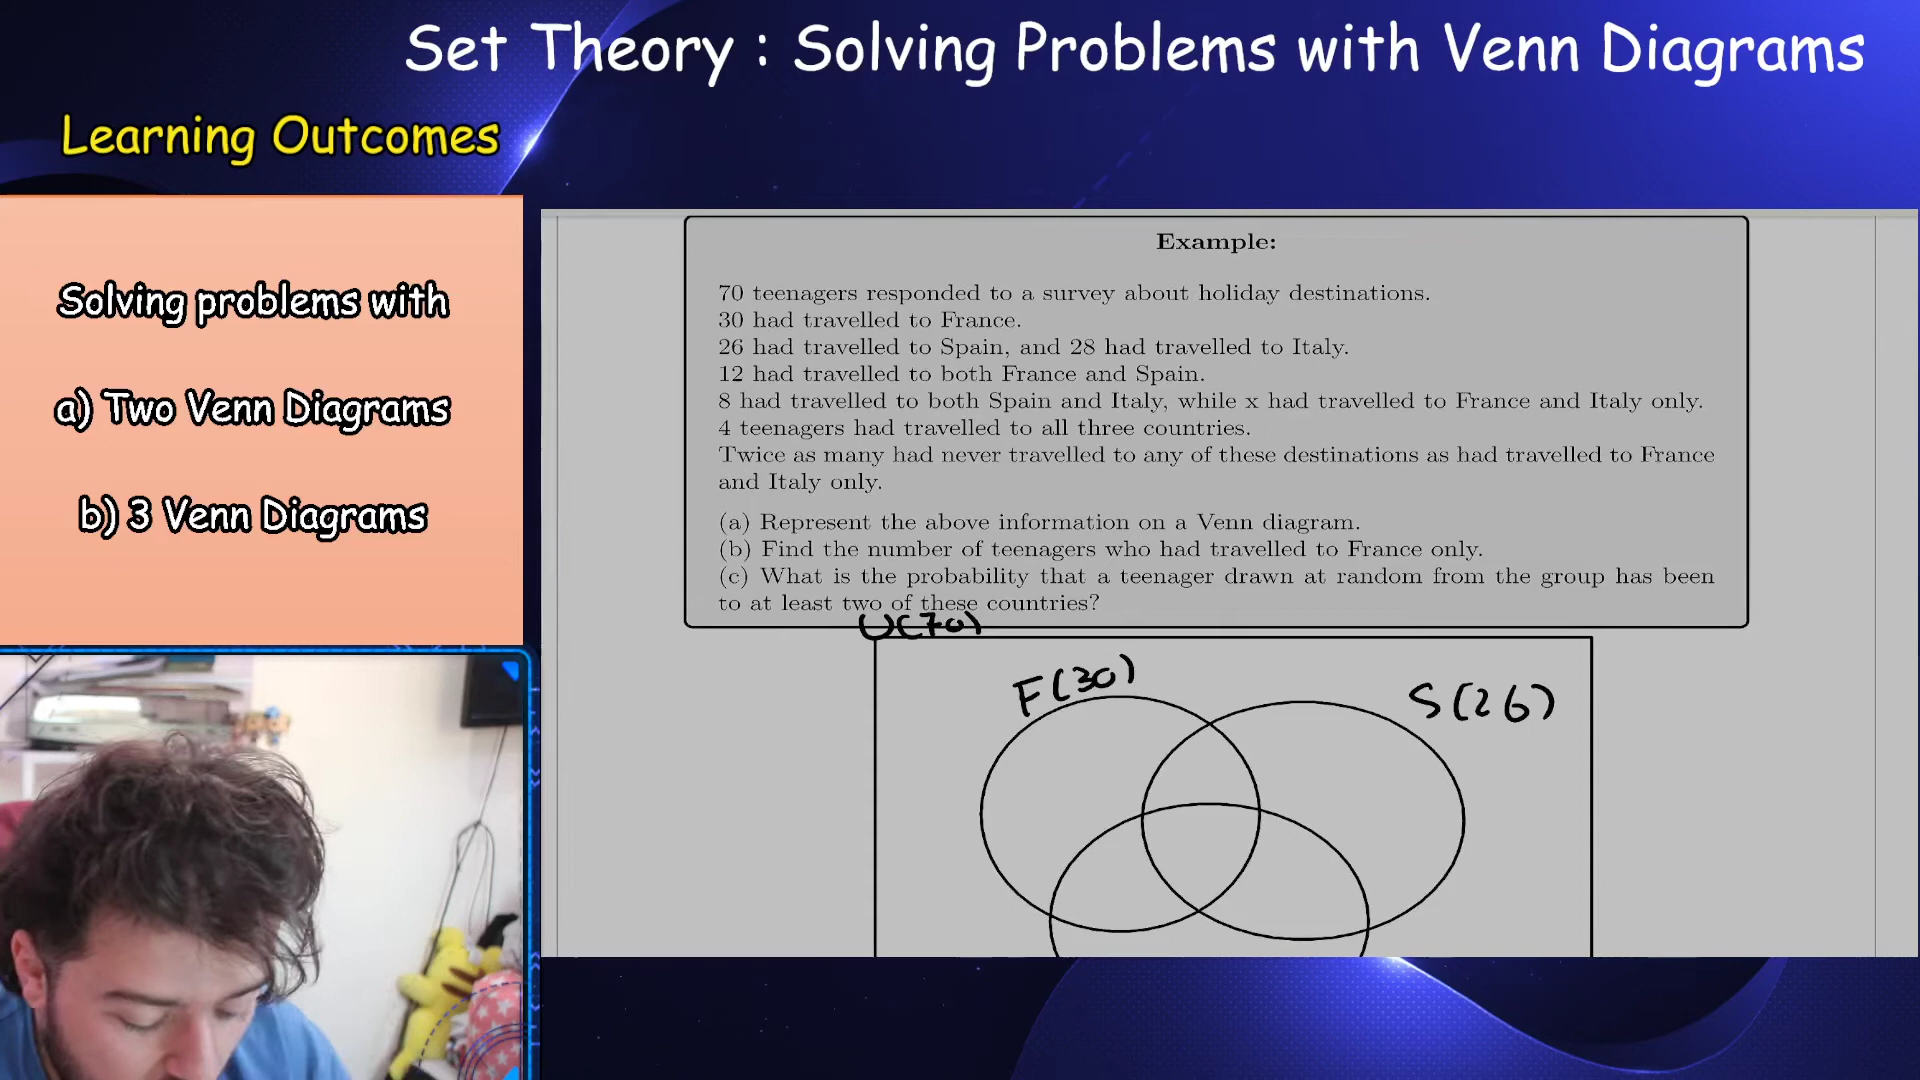 Set Theory : Solving Problems with Venn Diagrams
Learning Outcomes
Solving problems with
a) Two Venn Diagrams
b) 3 Venn Diagrams
Example:
70 teenagers responded to a survey about holiday destinations.
30 had travelled to France.
26 had travelled to Spain, and 28 had travelled to Italy.
12 had travelled to both France and Spain.
8 had travelled to both Spain and Italy, while x had travelled to France and Italy only.
4 teenagers had travelled to all three countries.
Twice as many had never travelled to any of these destinations as had travelled to France
and Italy only.
(a) Represent the above information on a Venn diagram.
(b) Find the number of teenagers who had travelled to France only.
(c) What is the probability that a teenager drawn at random from the group has been
to at least two of these countries?
U(70)
F(30)
S(26)